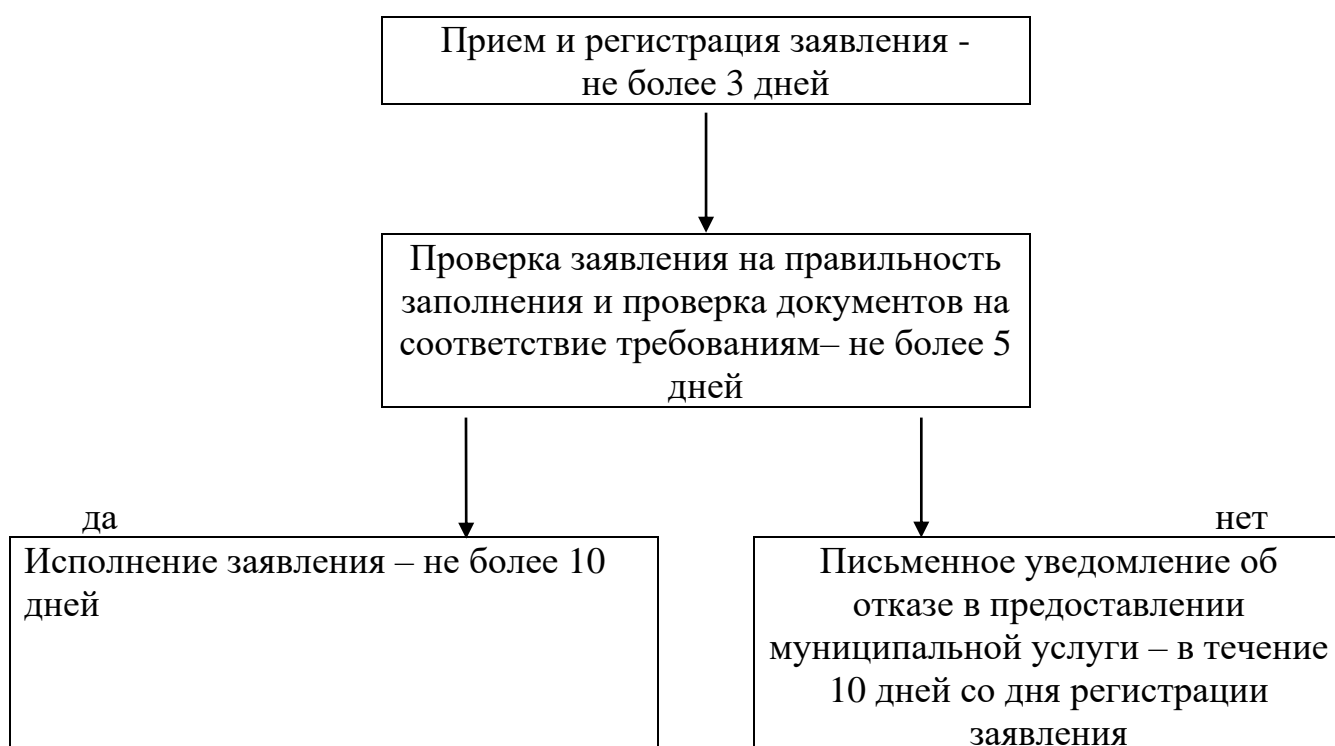 Прием и регистрация заявления -
не более 3 дней
Проверка заявления на правильность
заполнения и проверка документов на
соответствие требованиям– не более 5
дней
да
нет
Исполнение заявления – не более 10
дней
Письменное уведомление об
отказе в предоставлении
муниципальной услуги – в течение
10 дней со дня регистрации
заявления